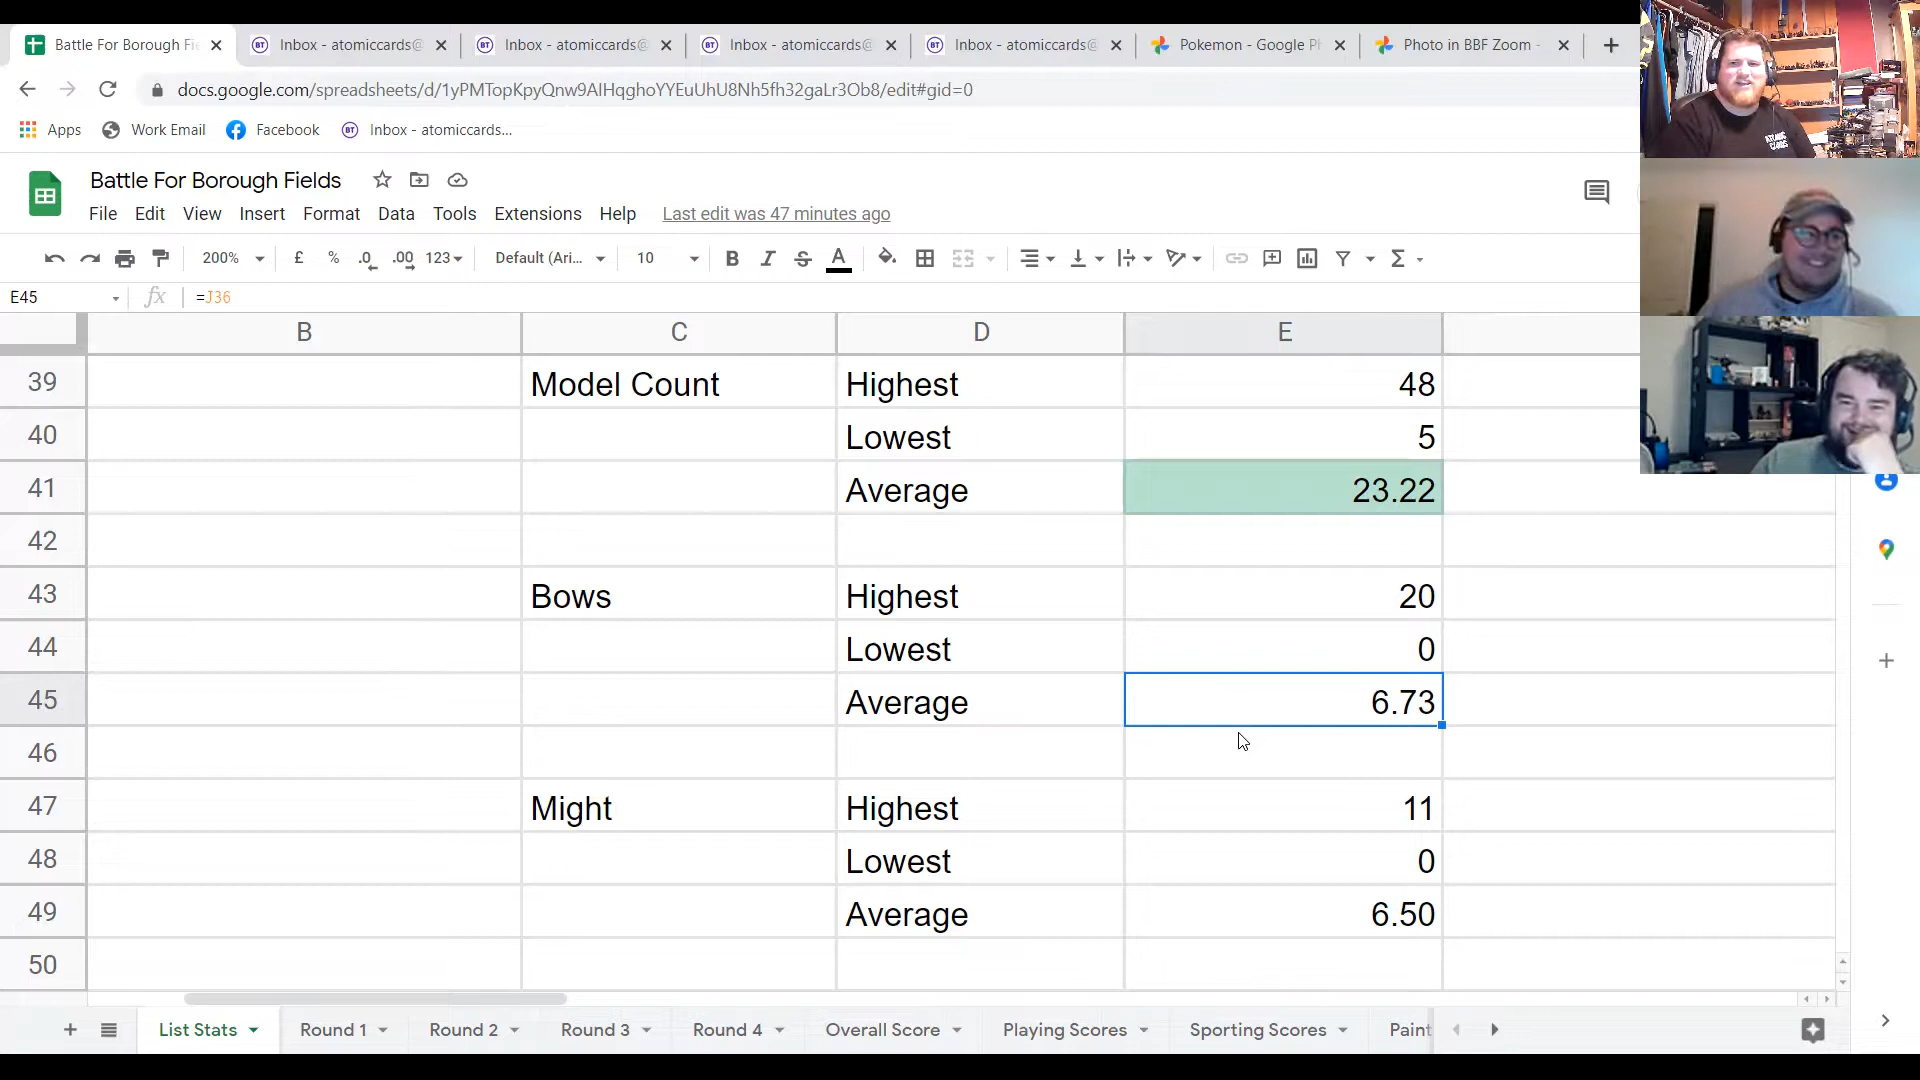 Battle For Borough Fi
Inbox - atomiccards@
Inbox - atomiccards@
Inbox - atomiccards@
Inbox - atomiccards@
Pokemon - Google P
Photo in BBF Zoom -
docs.google.com/spreadsheets/d/1yPMTopKpyQnw9AIHqghoYYEuUhU8Nh5fh32gaLr3Ob8/edit#gid=0
Apps
Work Email
Facebook
BT
Inbox - atomiccards...
Battle For Borough Fields
File Edit View Insert Format Data Tools Extensions Help Last edit was 47 minutes ago
200% £ % .0 .00 123 Default (Ari... 10 B I S A Σ
E45 fx =J36
B C D E
39 Model Count Highest 48
40 Lowest 5
41 Average 23.22
42
43 Bows Highest 20
44 Lowest 0
45 Average 6.73
46
47 Might Highest 11
48 Lowest 0
49 Average 6.50
50
List Stats Round 1 Round 2 Round 3 Round 4 Overall Score Playing Scores Sporting Scores Paint
ATOMIC
CARDS